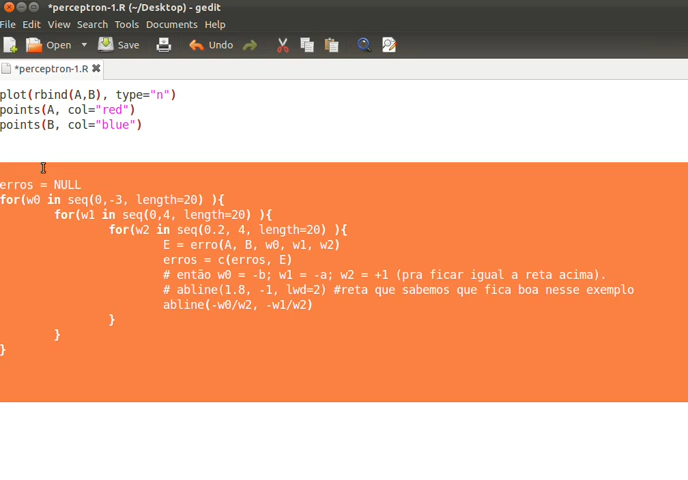 *perceptron-1.R (~/Desktop) - gedit
File Edit View Search Tools Documents Help
Open Save Undo
*perceptron-1.R
plot(rbind(A,B), type="n")
points(A, col="red")
points(B, col="blue")
erros = NULL
for(w0 in seq(0,-3, length=20) ){
for(w1 in seq(0,4, length=20) ){
for(w2 in seq(0.2, 4, length=20) ){
E = erro(A, B, w0, w1, w2)
erros = c(erros, E)
# então w0 = -b; w1 = -a; w2 = +1 (pra ficar igual a reta acima).
# abline(1.8, -1, lwd=2) #reta que sabemos que fica boa nesse exemplo
abline(-w0/w2, -w1/w2)
}
}
}